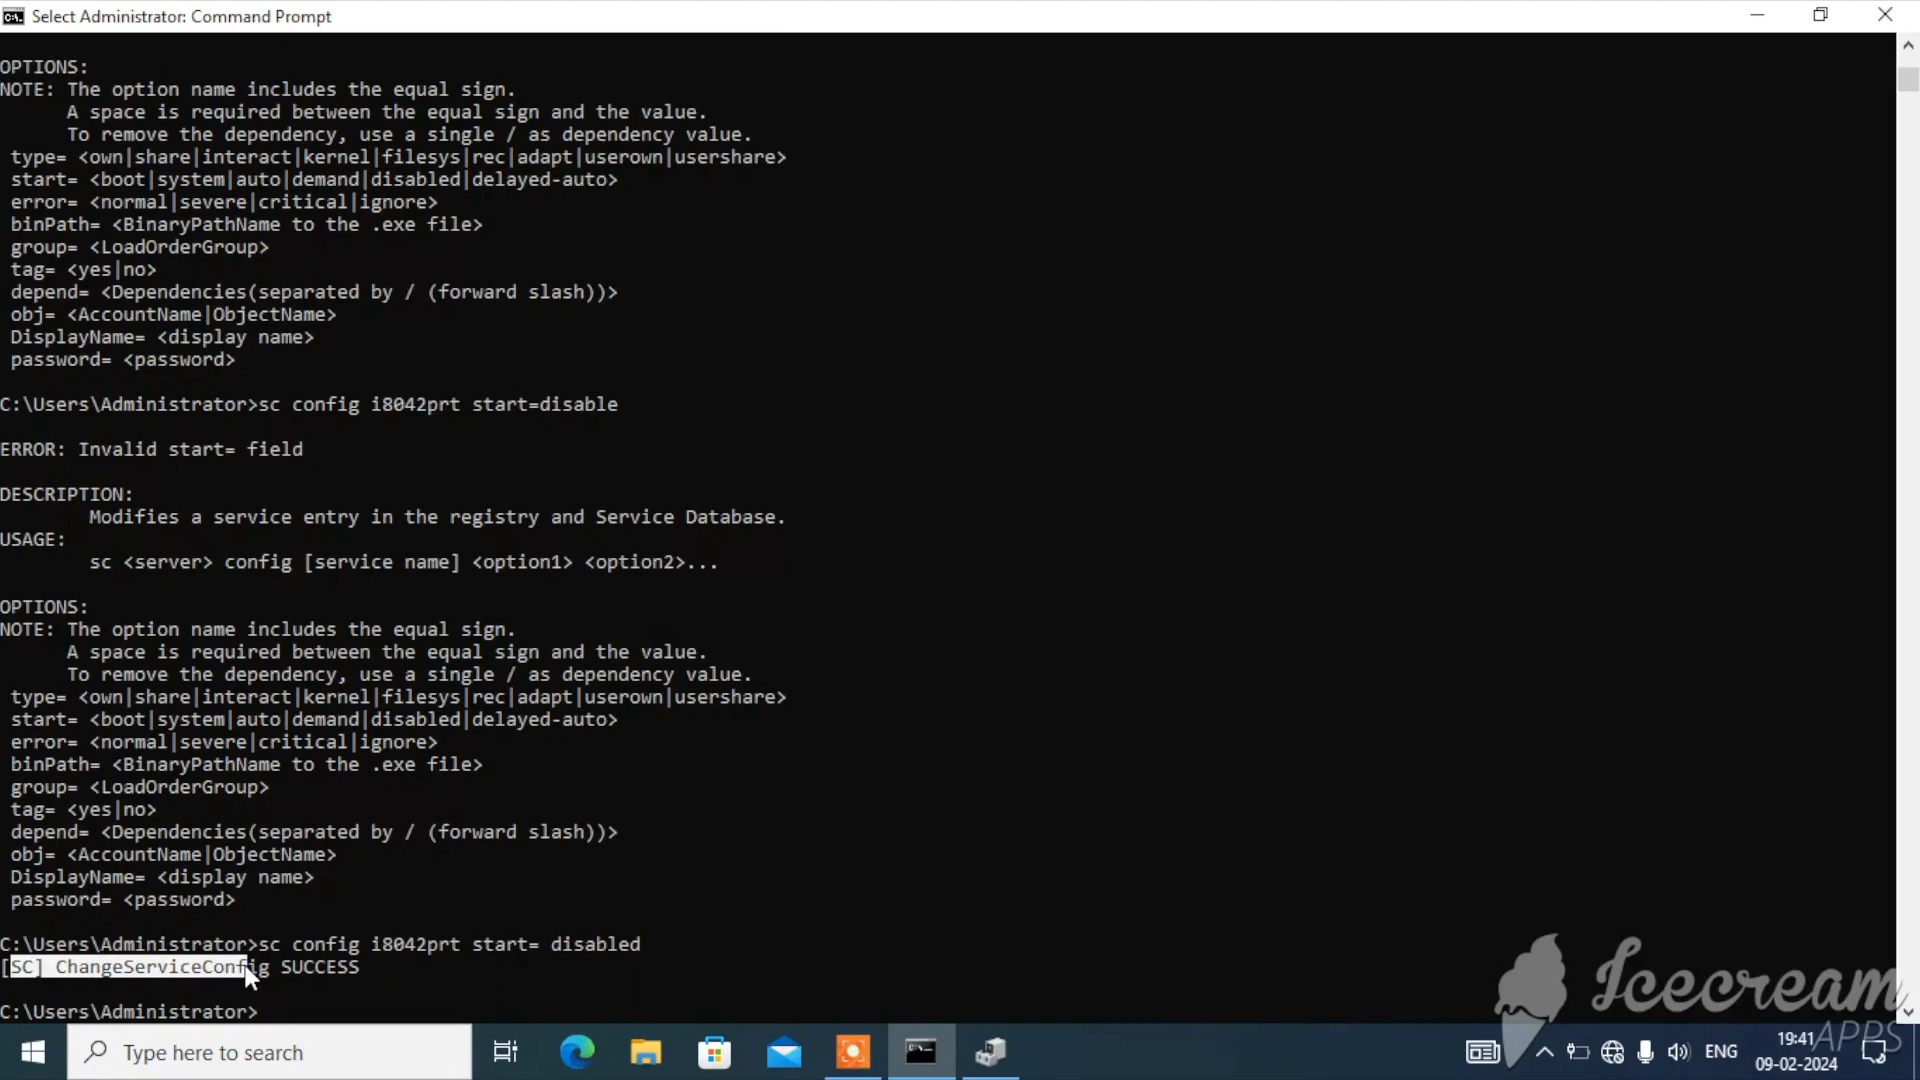 Select Administrator: Command Prompt
OPTIONS:
NOTE: The option name includes the equal sign.
A space is required between the equal sign and the value.
To remove the dependency, use a single / as dependency value.
type= <own|share|interact|kernel|filesys|rec|adapt|userown|usershare>
start= <boot|system|auto|demand|disabled|delayed-auto>
error= <normal|severe|critical|ignore>
binPath= <BinaryPathName to the .exe file>
group= <LoadOrderGroup>
tag= <yes|no>
depend= <Dependencies(separated by / (forward slash))>
obj= <AccountName|ObjectName>
DisplayName= <display name>
password= <password>
C:\Users\Administrator>sc config i8042prt start=disable
ERROR: Invalid start= field
DESCRIPTION:
Modifies a service entry in the registry and Service Database.
USAGE:
sc <server> config [service name] <option1> <option2>...
OPTIONS:
NOTE: The option name includes the equal sign.
A space is required between the equal sign and the value.
To remove the dependency, use a single / as dependency value.
type= <own|share|interact|kernel|filesys|rec|adapt|userown|usershare>
start= <boot|system|auto|demand|disabled|delayed-auto>
error= <normal|severe|critical|ignore>
binPath= <BinaryPathName to the .exe file>
group= <LoadOrderGroup>
tag= <yes|no>
depend= <Dependencies(separated by / (forward slash))>
obj= <AccountName|ObjectName>
DisplayName= <display name>
password= <password>
C:\Users\Administrator>sc config i8042prt start= disabled
[SC] ChangeServiceConfig SUCCESS
C:\Users\Administrator>
Icecream
APPS
Type here to search
ENG
19:41
09-02-2024